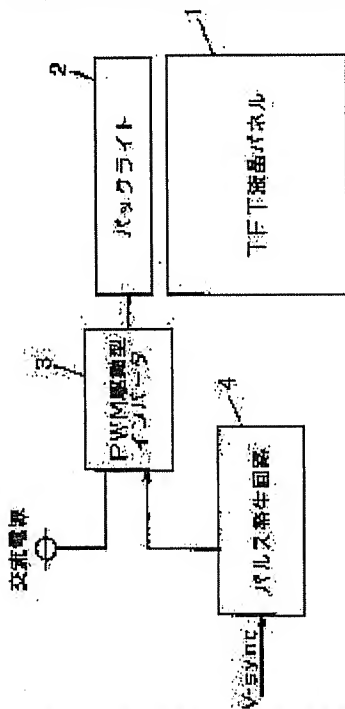 交流電源
3
PWM駆動型
インバータ
2
バックライト
1
TFT液晶パネル
4
パルス発生回路
V-sync